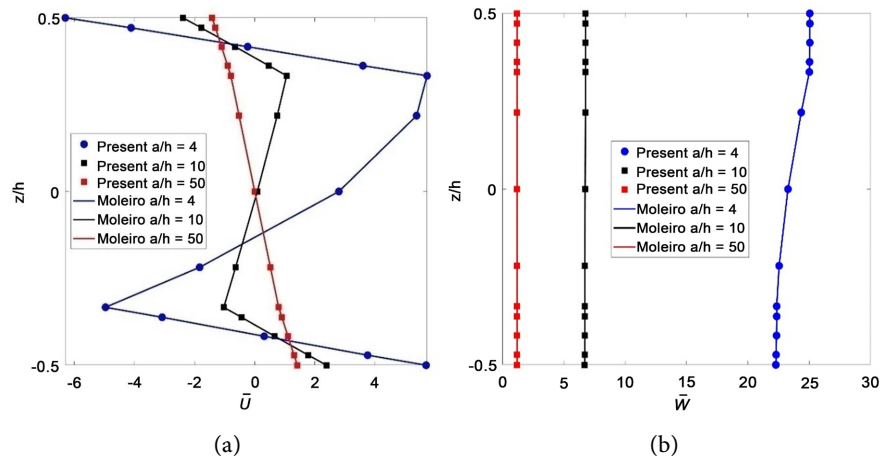 0.5
z/h
0
-0.5
Present a/h = 4
Present a/h = 10
Present a/h = 50
Moleiro a/h = 4
Moleiro a/h = 10
Moleiro a/h = 50
-6 -4 -2 0 2 4
Ū
(a)
0.5
z/h
0
-0.5
Present a/h = 4
Present a/h = 10
Present a/h = 50
Moleiro a/h = 4
Moleiro a/h = 10
Moleiro a/h = 50
0 5 10 15 20 25 30
W̄
(b)